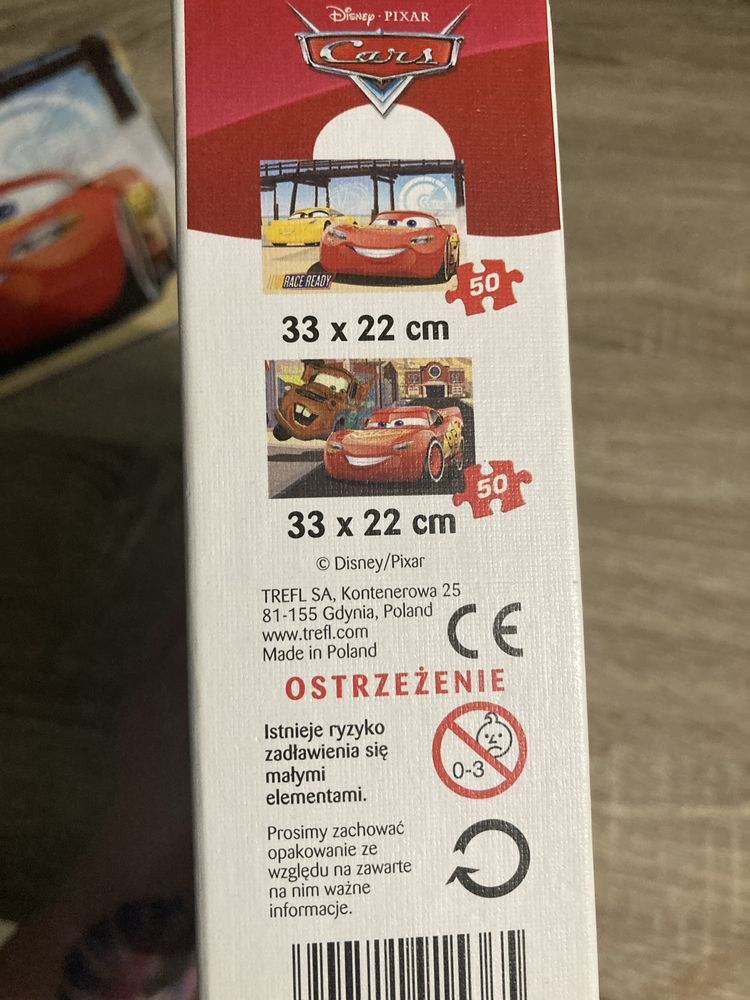 Disney · PIXAR
Cars
RACE READY
50
33 x 22 cm
50
33 x 22 cm
© Disney/Pixar
TREFL SA, Kontenerowa 25
81-155 Gdynia, Poland
www.trefl.com
Made in Poland
CE
OSTRZEŻENIE
Istnieje ryzyko
zadławienia się
małymi
elementami.
0-3
Prosimy zachować
opakowanie ze
względu na zawarte
na nim ważne
informacje.